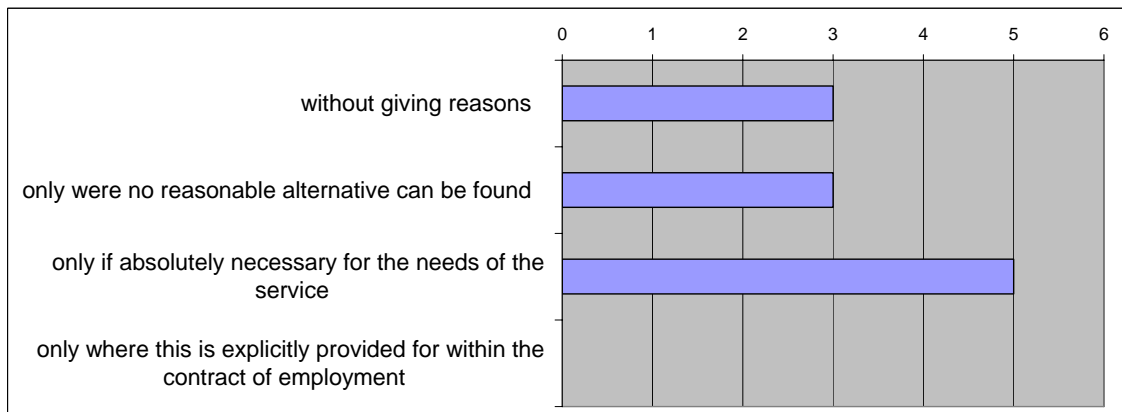 0 1 2 3 4 5 6
without giving reasons
only were no reasonable alternative can be found
only if absolutely necessary for the needs of the
service
only where this is explicitly provided for within the
contract of employment